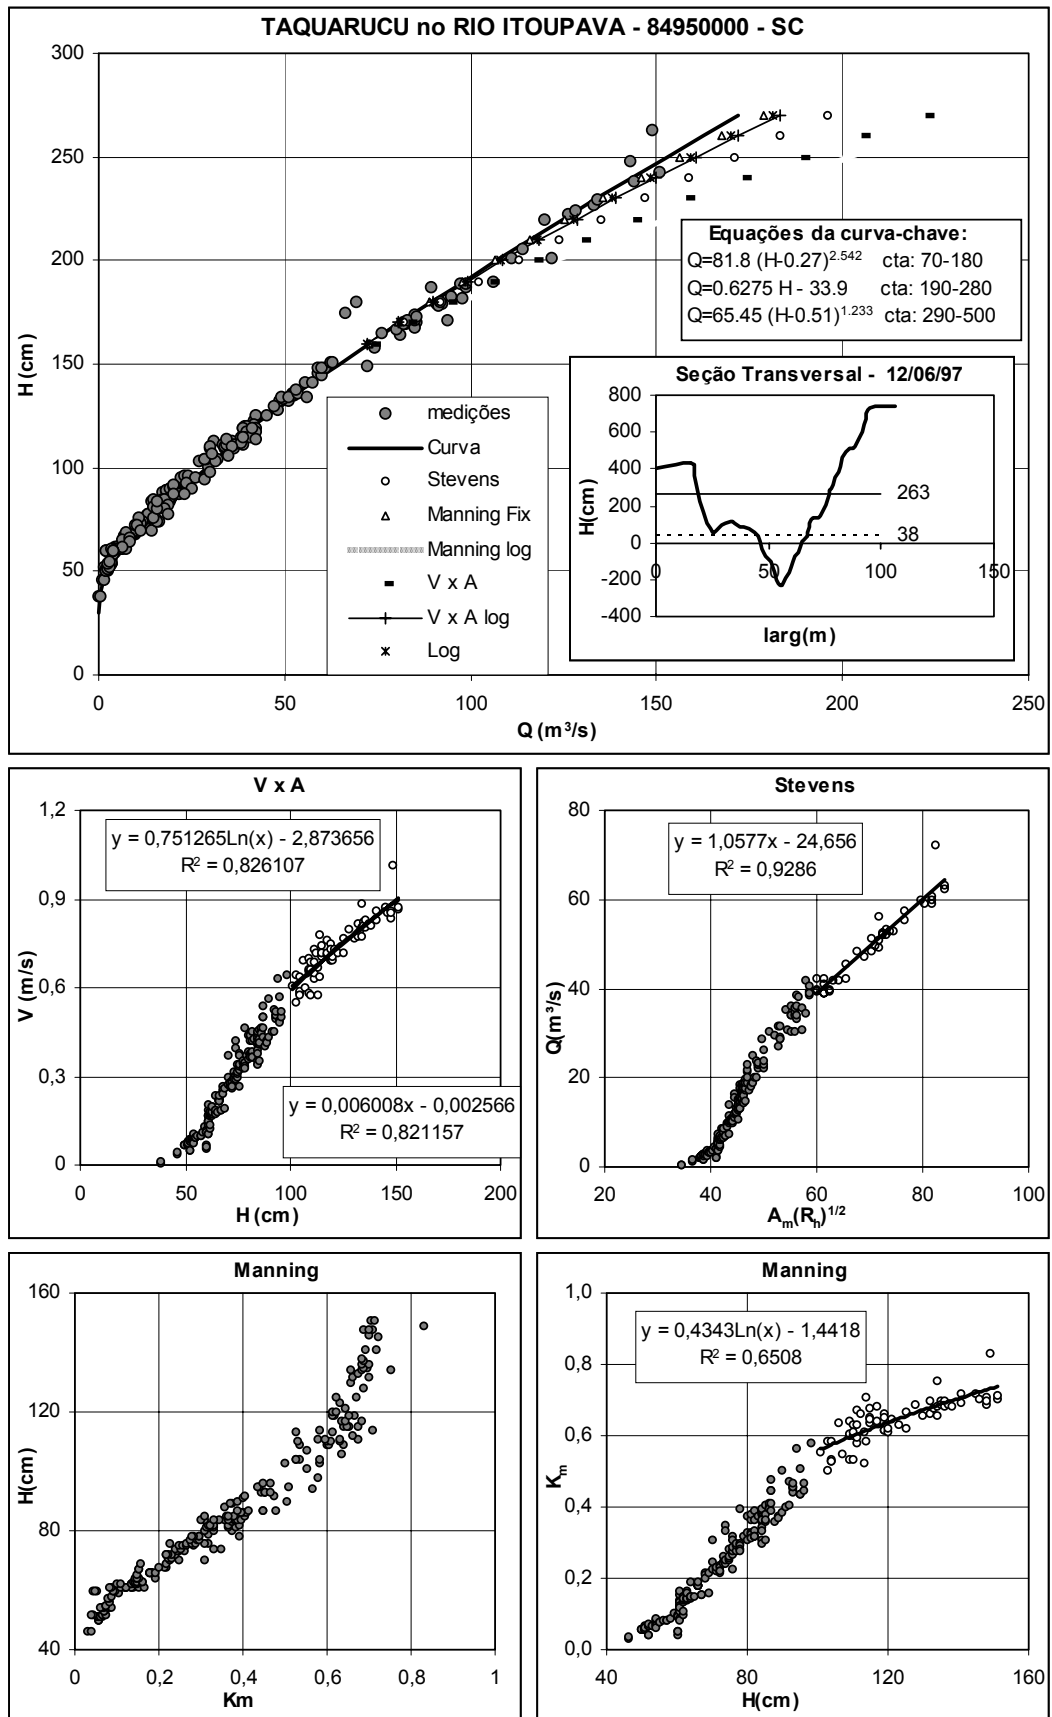 TAQUARUCU no RIO ITOUPAVA - 84950000 - SC
300
250
200
150
100
50
0
H (cm)
0 50 100 150 200 250
Q (m³/s)
medições
Curva
Stevens
Manning Fix
Manning log
V x A
V x A log
Log
Equações da curva-chave:
Q=81.8 (H-0.27)^2.542 cta: 70-180
Q=0.6275 H - 33.9 cta: 190-280
Q=65.45 (H-0.51)^1.233 cta: 290-500
Seção Transversal - 12/06/97
800
600
400
200
0
-200
-400
H(cm)
263
38
0 50 100 150
larg(m)
V x A
1,2
0,9
0,6
0,3
0
V (m/s)
y = 0,751265Ln(x) - 2,873656
R² = 0,826107
y = 0,006008x - 0,002566
R² = 0,821157
0 50 100 150 200
H (cm)
Stevens
80
60
40
20
0
Q(m³/s)
y = 1,0577x - 24,656
R² = 0,9286
20 40 60 80 100
Am(Rh)^1/2
Manning
160
120
80
40
H(cm)
0 0,2 0,4 0,6 0,8 1
Km
Manning
1,0
0,8
0,6
0,4
0,2
0,0
Km
y = 0,4343Ln(x) - 1,4418
R² = 0,6508
40 80 120 160
H(cm)